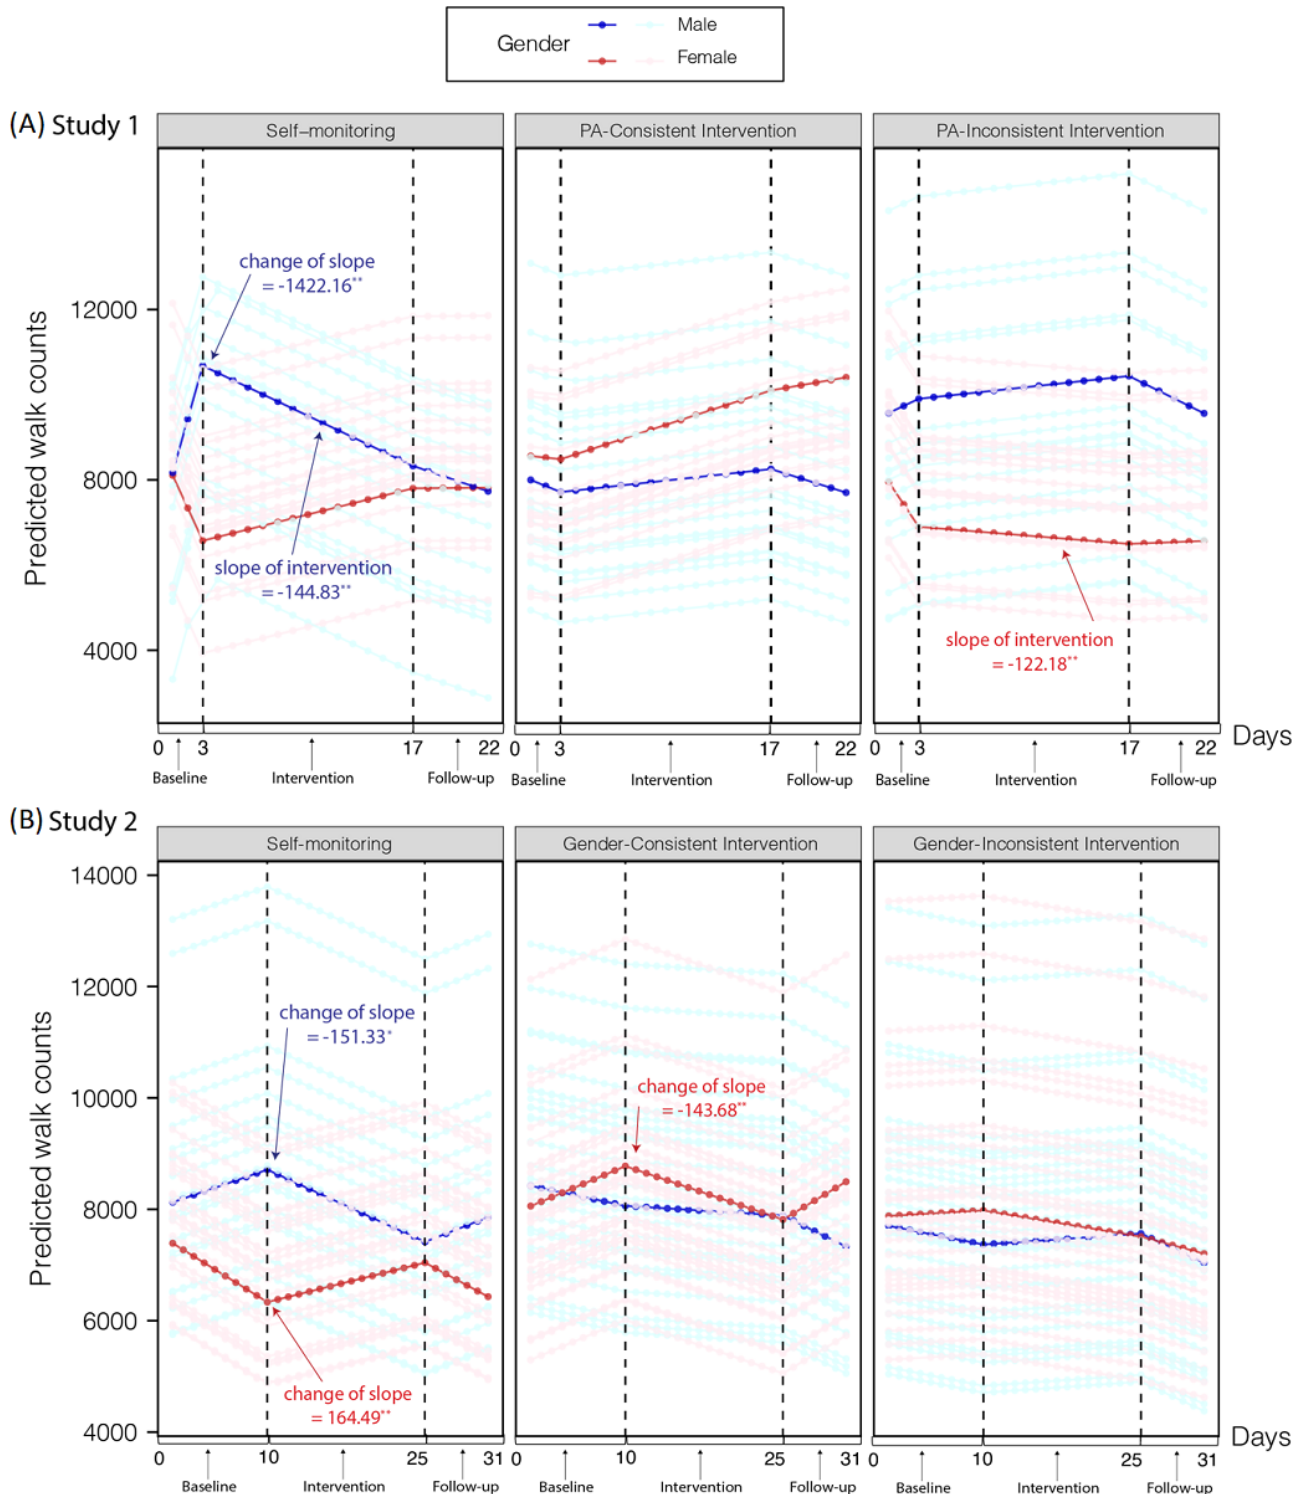 Gender
Male
Female
(A) Study 1
Self–monitoring
PA-Consistent Intervention
PA-Inconsistent Intervention
Predicted walk counts
12000
8000
4000
change of slope
= -1422.16**
slope of intervention
= -144.83**
slope of intervention
= -122.18**
0 3 17 22
0 3 17 22
0 3 17 22
Days
Baseline Intervention Follow-up
Baseline Intervention Follow-up
Baseline Intervention Follow-up
(B) Study 2
Self-monitoring
Gender-Consistent Intervention
Gender-Inconsistent Intervention
Predicted walk counts
14000
12000
10000
8000
6000
4000
change of slope
= -151.33*
change of slope
= -143.68**
change of slope
= 164.49**
0 10 25 31
0 10 25 31
0 10 25 31
Days
Baseline Intervention Follow-up
Baseline Intervention Follow-up
Baseline Intervention Follow-up